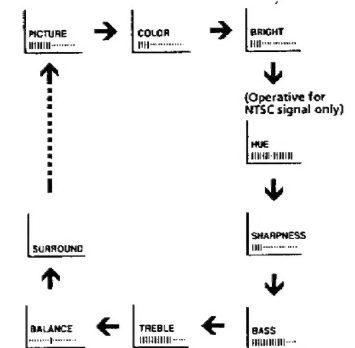 PICTURE
COLOR
BRIGHT
(Operative for
NTSC signal only)
HUE
SHARPNESS
BASS
TREBLE
BALANCE
SURROUND